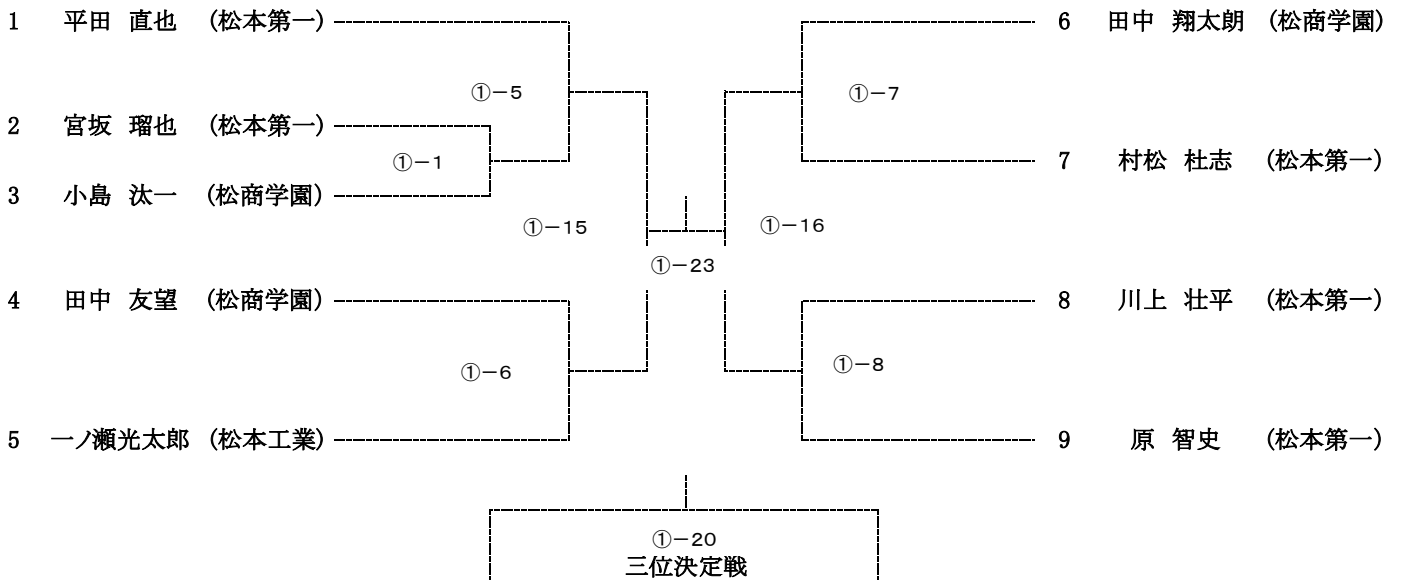 1 平田 直也 (松本第一)
①-5
2 宮坂 瑠也 (松本第一)
①-1
3 小島 汰一 (松商学園)
①-15
4 田中 友望 (松商学園)
①-6
5 一ノ瀬光太郎 (松本工業)
①-23
6 田中 翔太朗 (松商学園)
①-7
7 村松 杜志 (松本第一)
①-16
8 川上 壮平 (松本第一)
①-8
9 原 智史 (松本第一)
①-20
三位決定戦